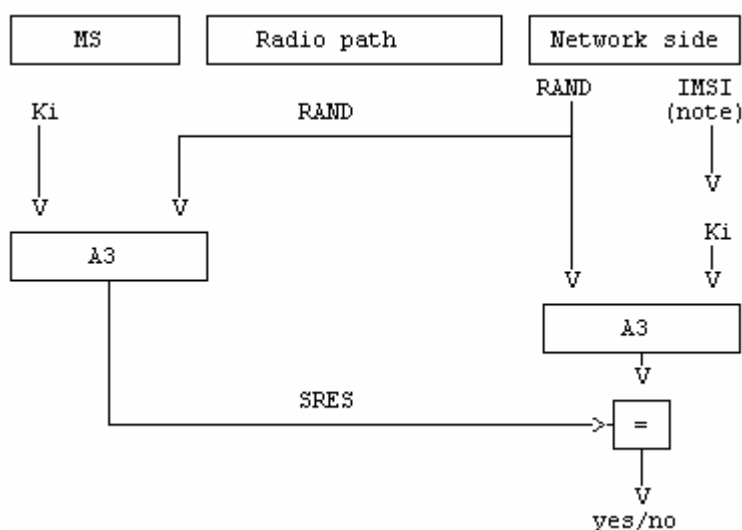 MS
Radio path
Network side
RAND
IMSI
(note)
Ki
RAND
Ki
A3
A3
SRES
=
yes/no